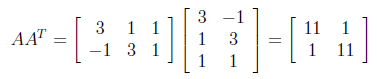 AA^T = [ 3 1 1 ; -1 3 1 ] [ 3 -1 ; 1 3 ; 1 1 ] = [ 11 1 ; 1 11 ]